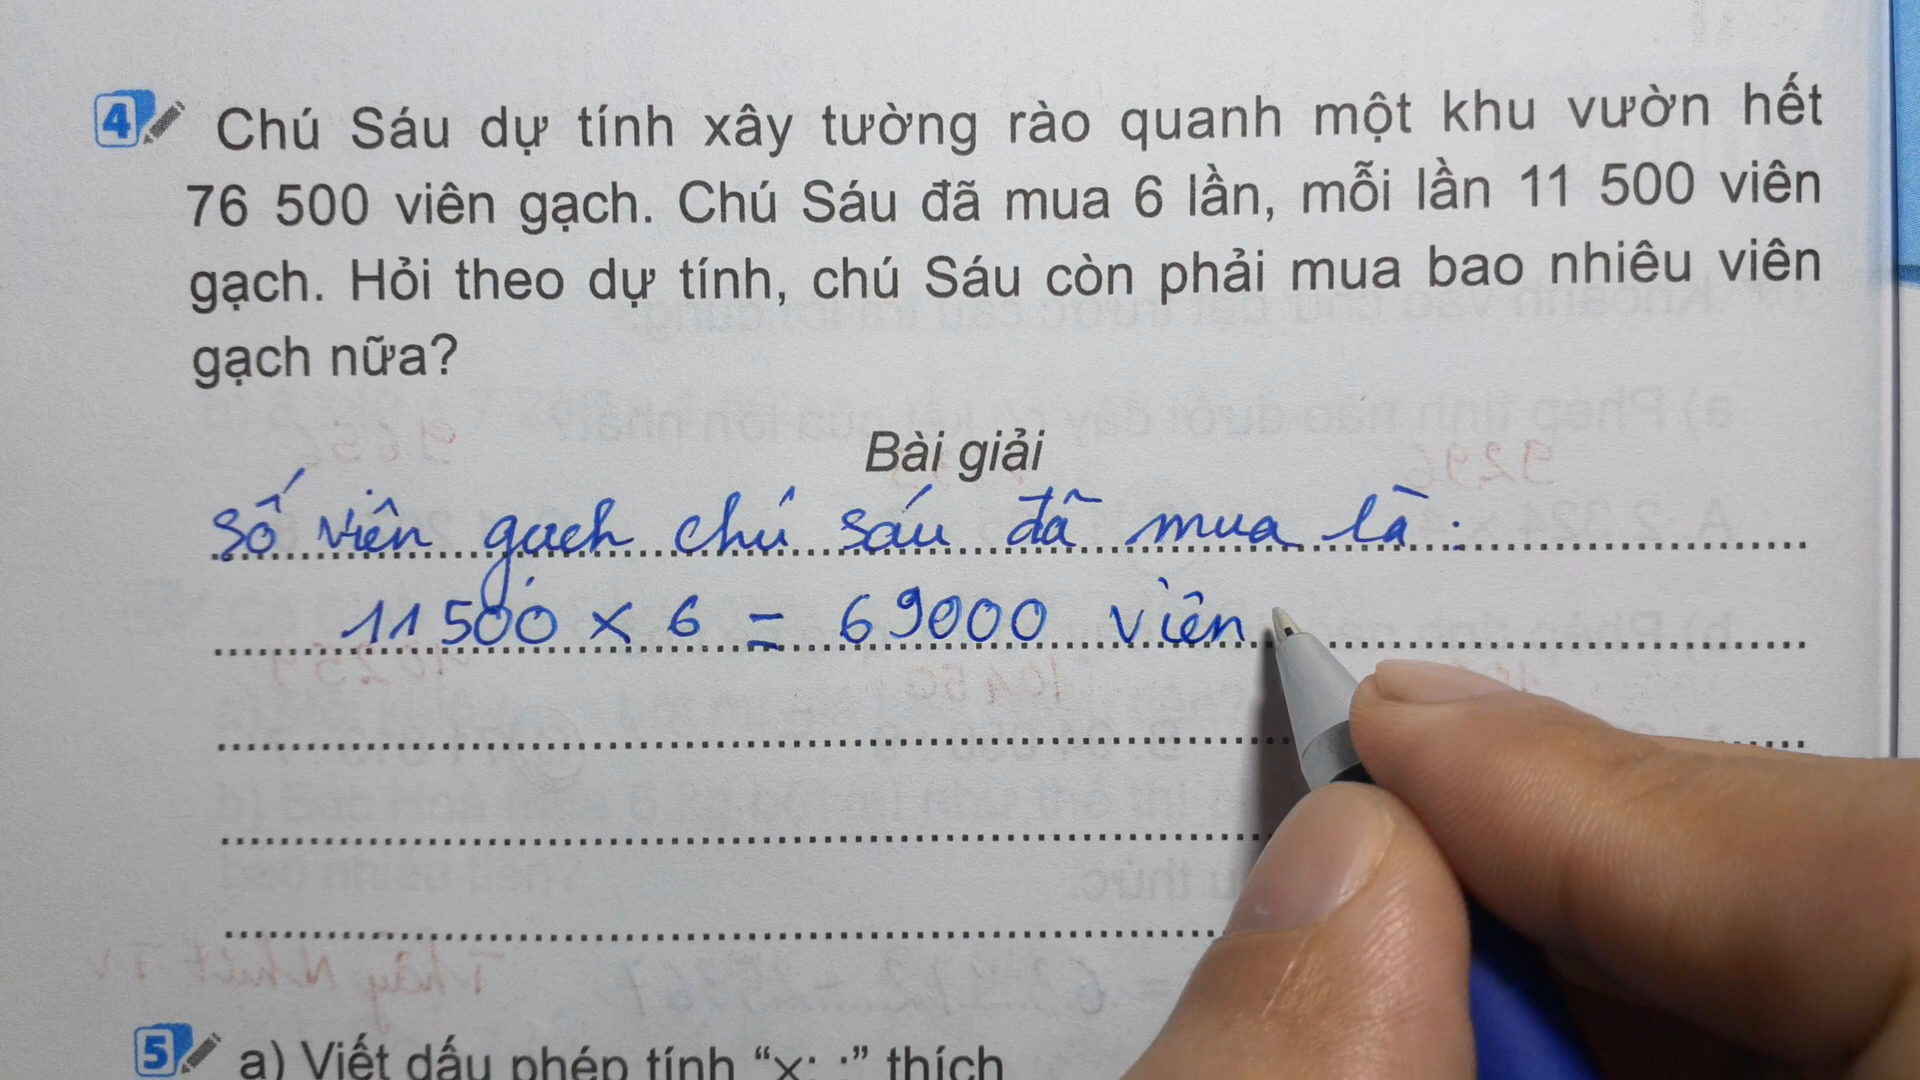 4 Chú Sáu dự tính xây tường rào quanh một khu vườn hết
76 500 viên gạch. Chú Sáu đã mua 6 lần, mỗi lần 11 500 viên
gạch. Hỏi theo dự tính, chú Sáu còn phải mua bao nhiêu viên
gạch nữa?
Bài giải
Số viên gạch chú Sáu đã mua là :
11 500 x 6 = 69000 viên
5 a) Viết dấu phép tính “x; :” thích